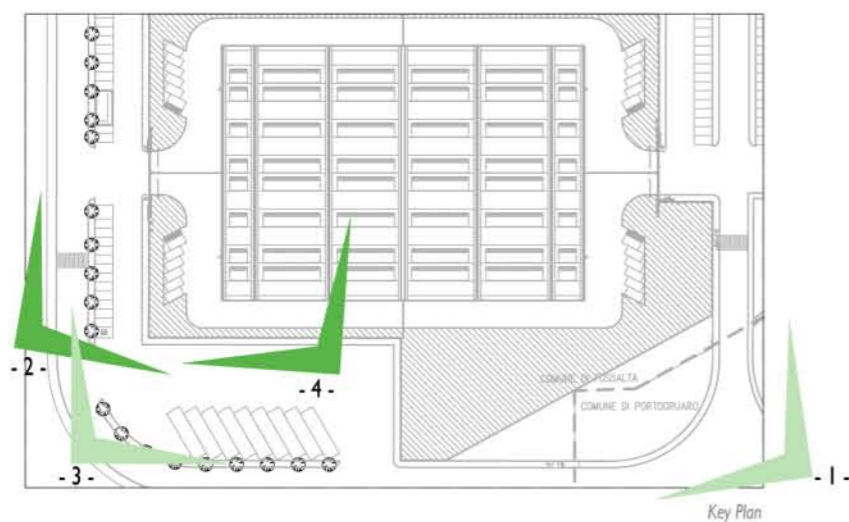 COMUNE DI FOSSALTA
COMUNE DI PORTOGRUARO
- 2 -
- 4 -
- 3 -
- 1 -
Key Plan